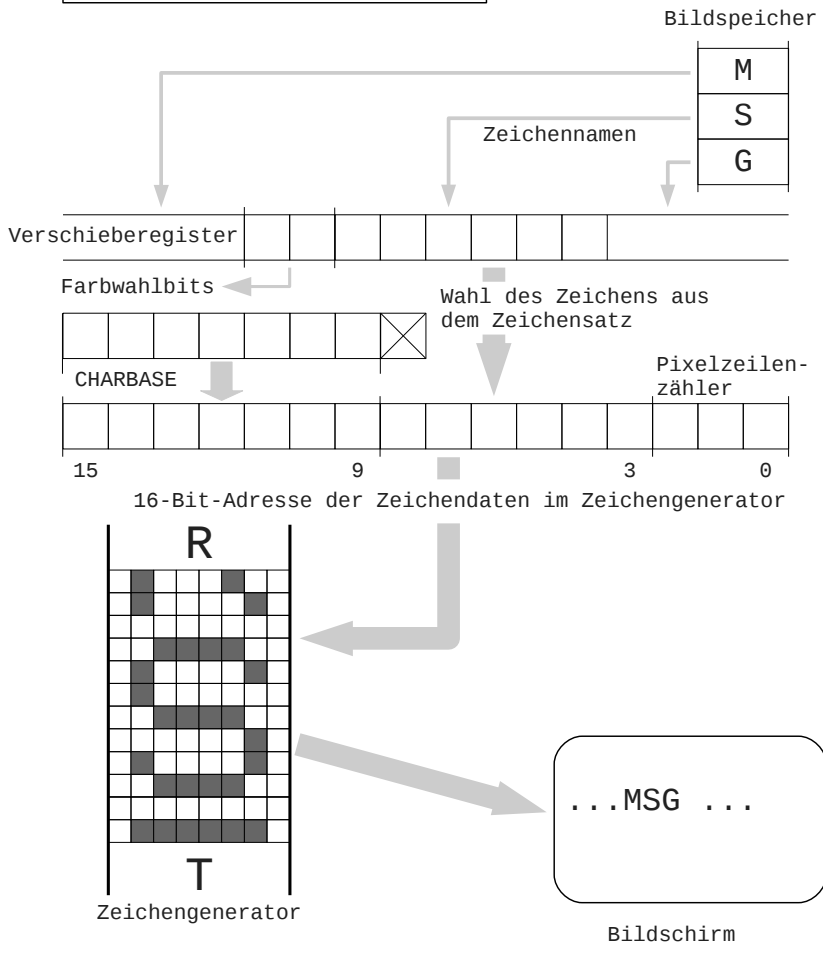 Bildspeicher
M
S
Zeichennamen
G
Verschieberegister
Farbwahlbits
Wahl des Zeichens aus
dem Zeichensatz
CHARBASE
Pixelzeilen-
zähler
15 9 3 0
16-Bit-Adresse der Zeichendaten im Zeichengenerator
R
T
Zeichengenerator
...MSG ...
Bildschirm